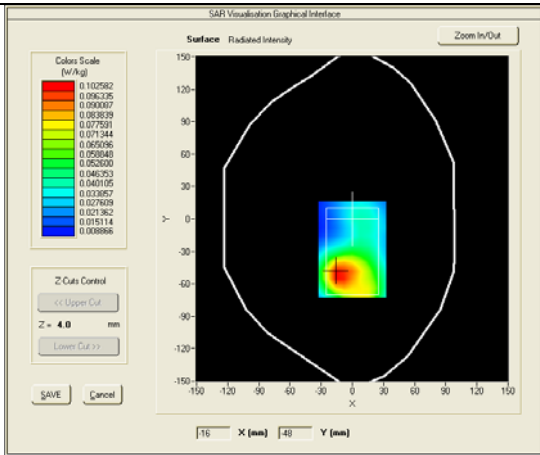 SAR Visualisation Graphical Interface
Surface Radiated Intensity
Zoom In/Out
Colors Scale
(W/kg)
0.102582
0.096335
0.090087
0.083839
0.077591
0.071344
0.065096
0.058848
0.052600
0.046353
0.040105
0.033857
0.027609
0.021362
0.015114
0.008866
150-
120-
90-
60-
30-
0-
-30-
-60-
-90-
-120-
-150-
Y
-150 -120 -90 -60 -30 0 30 60 90 120 150
X
Z-Cuts Control
<< Upper Cut
Z = 4.0 mm
Lower Cut >>
SAVE Cancel
-16 X (mm) -48 Y (mm)